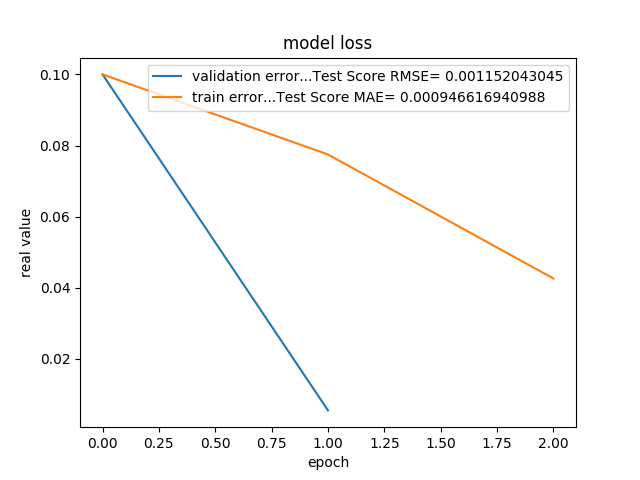 model loss
validation error...Test Score RMSE= 0.001152043045
train error...Test Score MAE= 0.000946616940988
real value
0.10
0.08
0.06
0.04
0.02
0.00 0.25 0.50 0.75 1.00 1.25 1.50 1.75 2.00
epoch